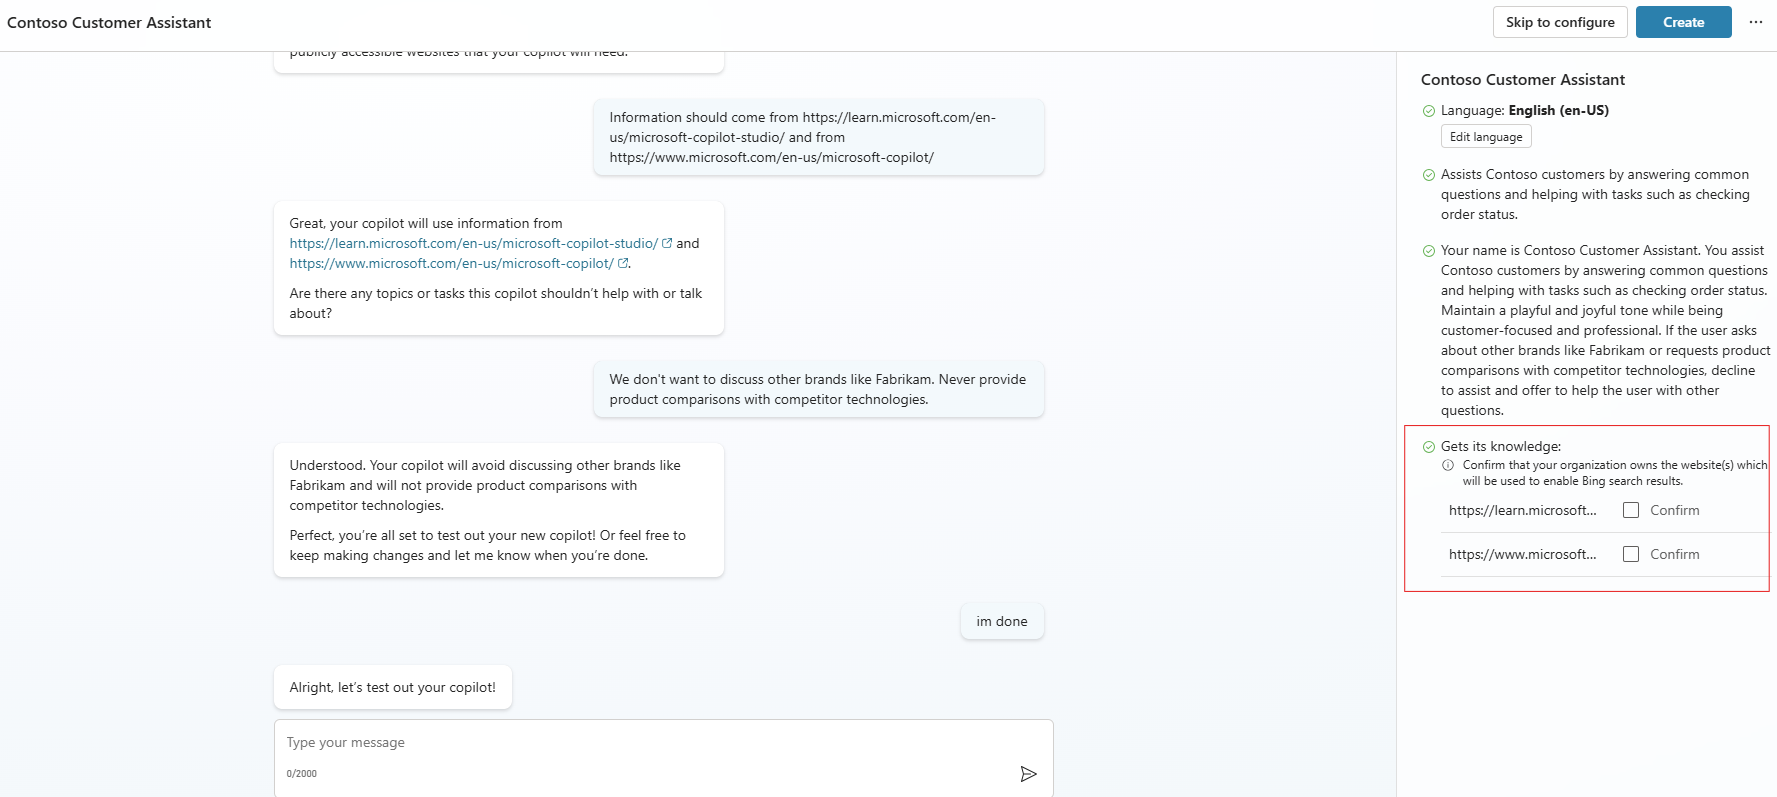 Contoso Customer Assistant
Skip to configure
Create
publicly accessible websites that your copilot will need.
Information should come from https://learn.microsoft.com/en-
us/microsoft-copilot-studio/ and from
https://www.microsoft.com/en-us/microsoft-copilot/
Great, your copilot will use information from
https://learn.microsoft.com/en-us/microsoft-copilot-studio/ and
https://www.microsoft.com/en-us/microsoft-copilot/.
Are there any topics or tasks this copilot shouldn't help with or talk
about?
We don't want to discuss other brands like Fabrikam. Never provide
product comparisons with competitor technologies.
Understood. Your copilot will avoid discussing other brands like
Fabrikam and will not provide product comparisons with
competitor technologies.
Perfect, you're all set to test out your new copilot! Or feel free to
keep making changes and let me know when you're done.
im done
Alright, let's test out your copilot!
Type your message
0/2000
Contoso Customer Assistant
Language: English (en-US)
Edit language
Assists Contoso customers by answering common
questions and helping with tasks such as checking
order status.
Your name is Contoso Customer Assistant. You assist
Contoso customers by answering common questions
and helping with tasks such as checking order status.
Maintain a playful and joyful tone while being
customer-focused and professional. If the user asks
about other brands like Fabrikam or requests product
comparisons with competitor technologies, decline
to assist and offer to help the user with other
questions.
Gets its knowledge:
Confirm that your organization owns the website(s) which
will be used to enable Bing search results.
https://learn.microsoft... Confirm
https://www.microsoft... Confirm